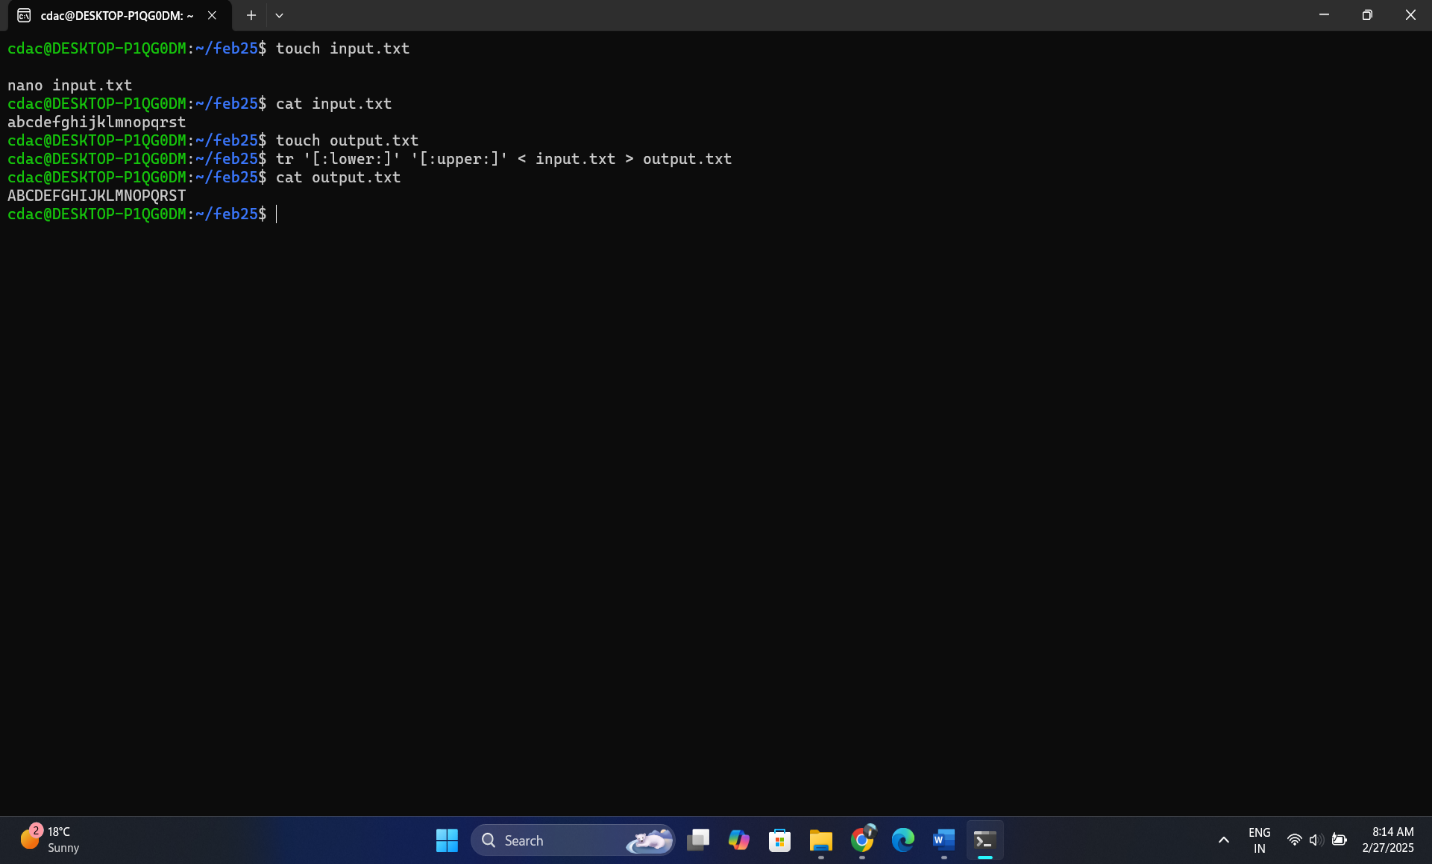 cdac@DESKTOP-P1QG0DM: ~
cdac@DESKTOP-P1QG0DM:~/feb25$ touch input.txt
nano input.txt
cdac@DESKTOP-P1QG0DM:~/feb25$ cat input.txt
abcdefghijklmnopqrst
cdac@DESKTOP-P1QG0DM:~/feb25$ touch output.txt
cdac@DESKTOP-P1QG0DM:~/feb25$ tr '[:lower:]' '[:upper:]' < input.txt > output.txt
cdac@DESKTOP-P1QG0DM:~/feb25$ cat output.txt
ABCDEFGHIJKLMNOPQRST
cdac@DESKTOP-P1QG0DM:~/feb25$
2
18°C
Sunny
Search
W
ENG
IN
8:14 AM
2/27/2025